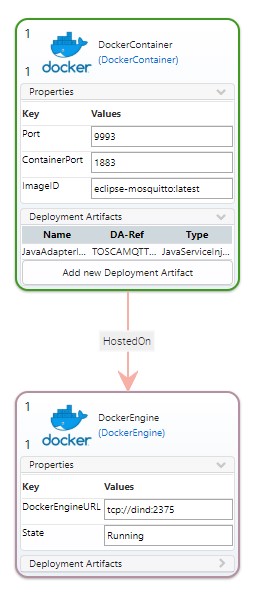 1
DockerContainer
(DockerContainer)
1
docker
Properties
Key Values
Port 9993
ContainerPort 1883
ImageID eclipse-mosquitto:latest
Deployment Artifacts
Name DA-Ref Type
JavaAdapterI... TOSCAMQTT... JavaServiceInj...
Add new Deployment Artifact
HostedOn
1
DockerEngine
(DockerEngine)
1
docker
Properties
Key Values
DockerEngineURL tcp://dind:2375
State Running
Deployment Artifacts